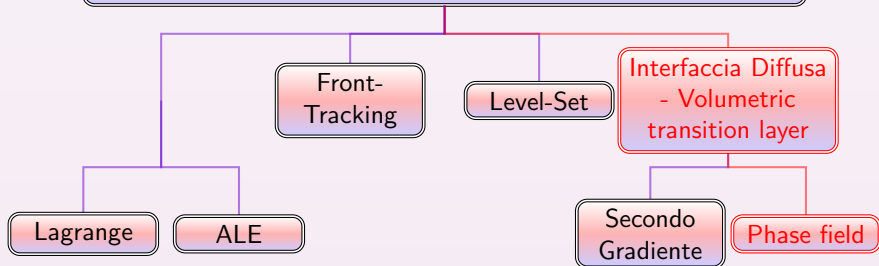 Front-
Tracking
Level-Set
Interfaccia Diffusa
- Volumetric
transition layer
Lagrange
ALE
Secondo
Gradiente
Phase field